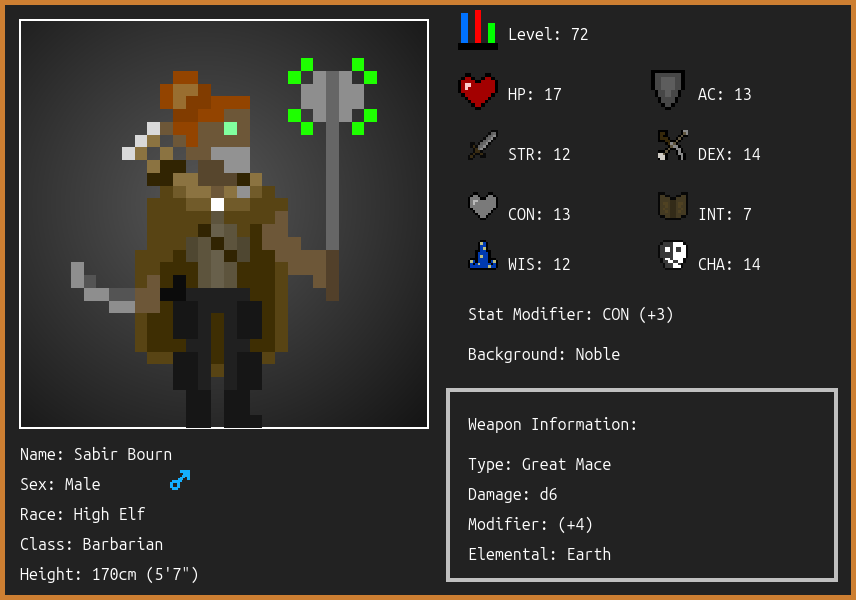 Level: 72
HP: 17
AC: 13
STR: 12
DEX: 14
CON: 13
INT: 7
WIS: 12
CHA: 14
Stat Modifier: CON (+3)
Background: Noble
Weapon Information:
Type: Great Mace
Damage: d6
Modifier: (+4)
Elemental: Earth
Name: Sabir Bourn
Sex: Male
Race: High Elf
Class: Barbarian
Height: 170cm (5'7")